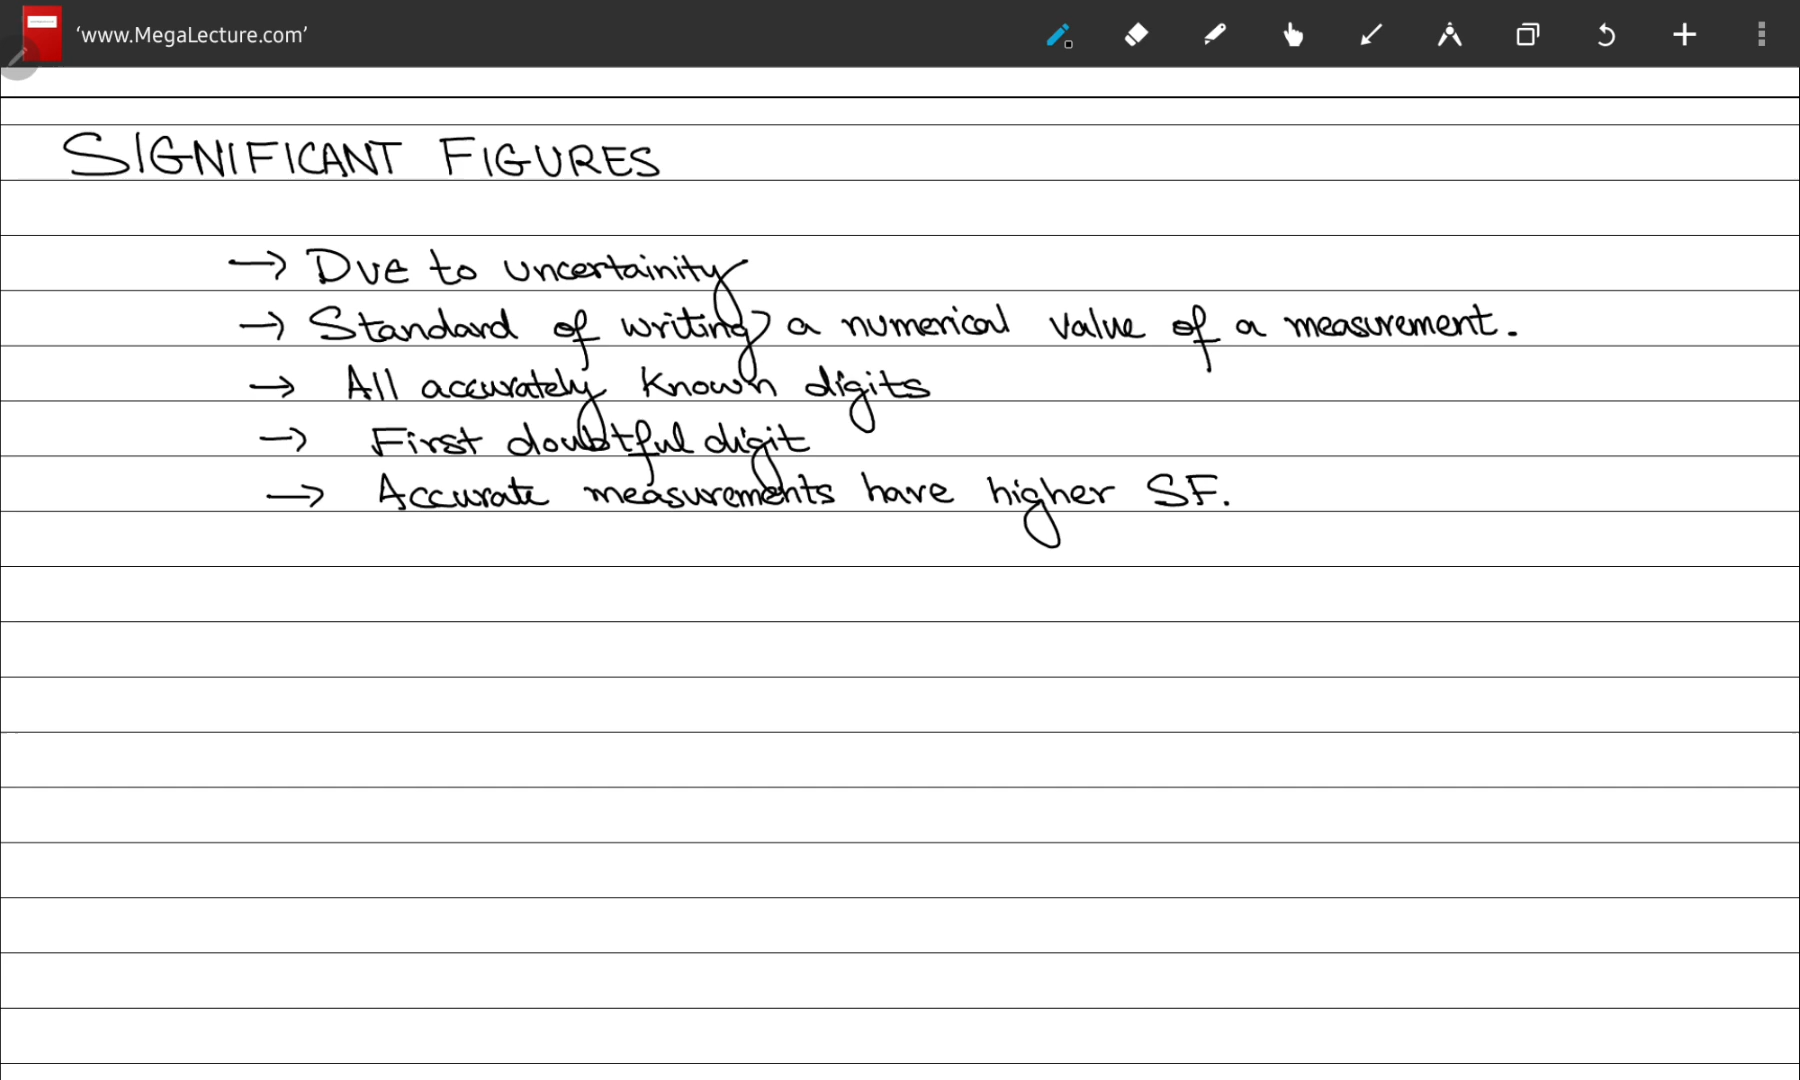 'www.MegaLecture.com'
SIGNIFICANT FIGURES
→ Due to uncertainity
→ Standard of writing a numerical value of a measurement.
→ All accurately known digits
→ First doubtful digit
→ Accurate measurements have higher SF.